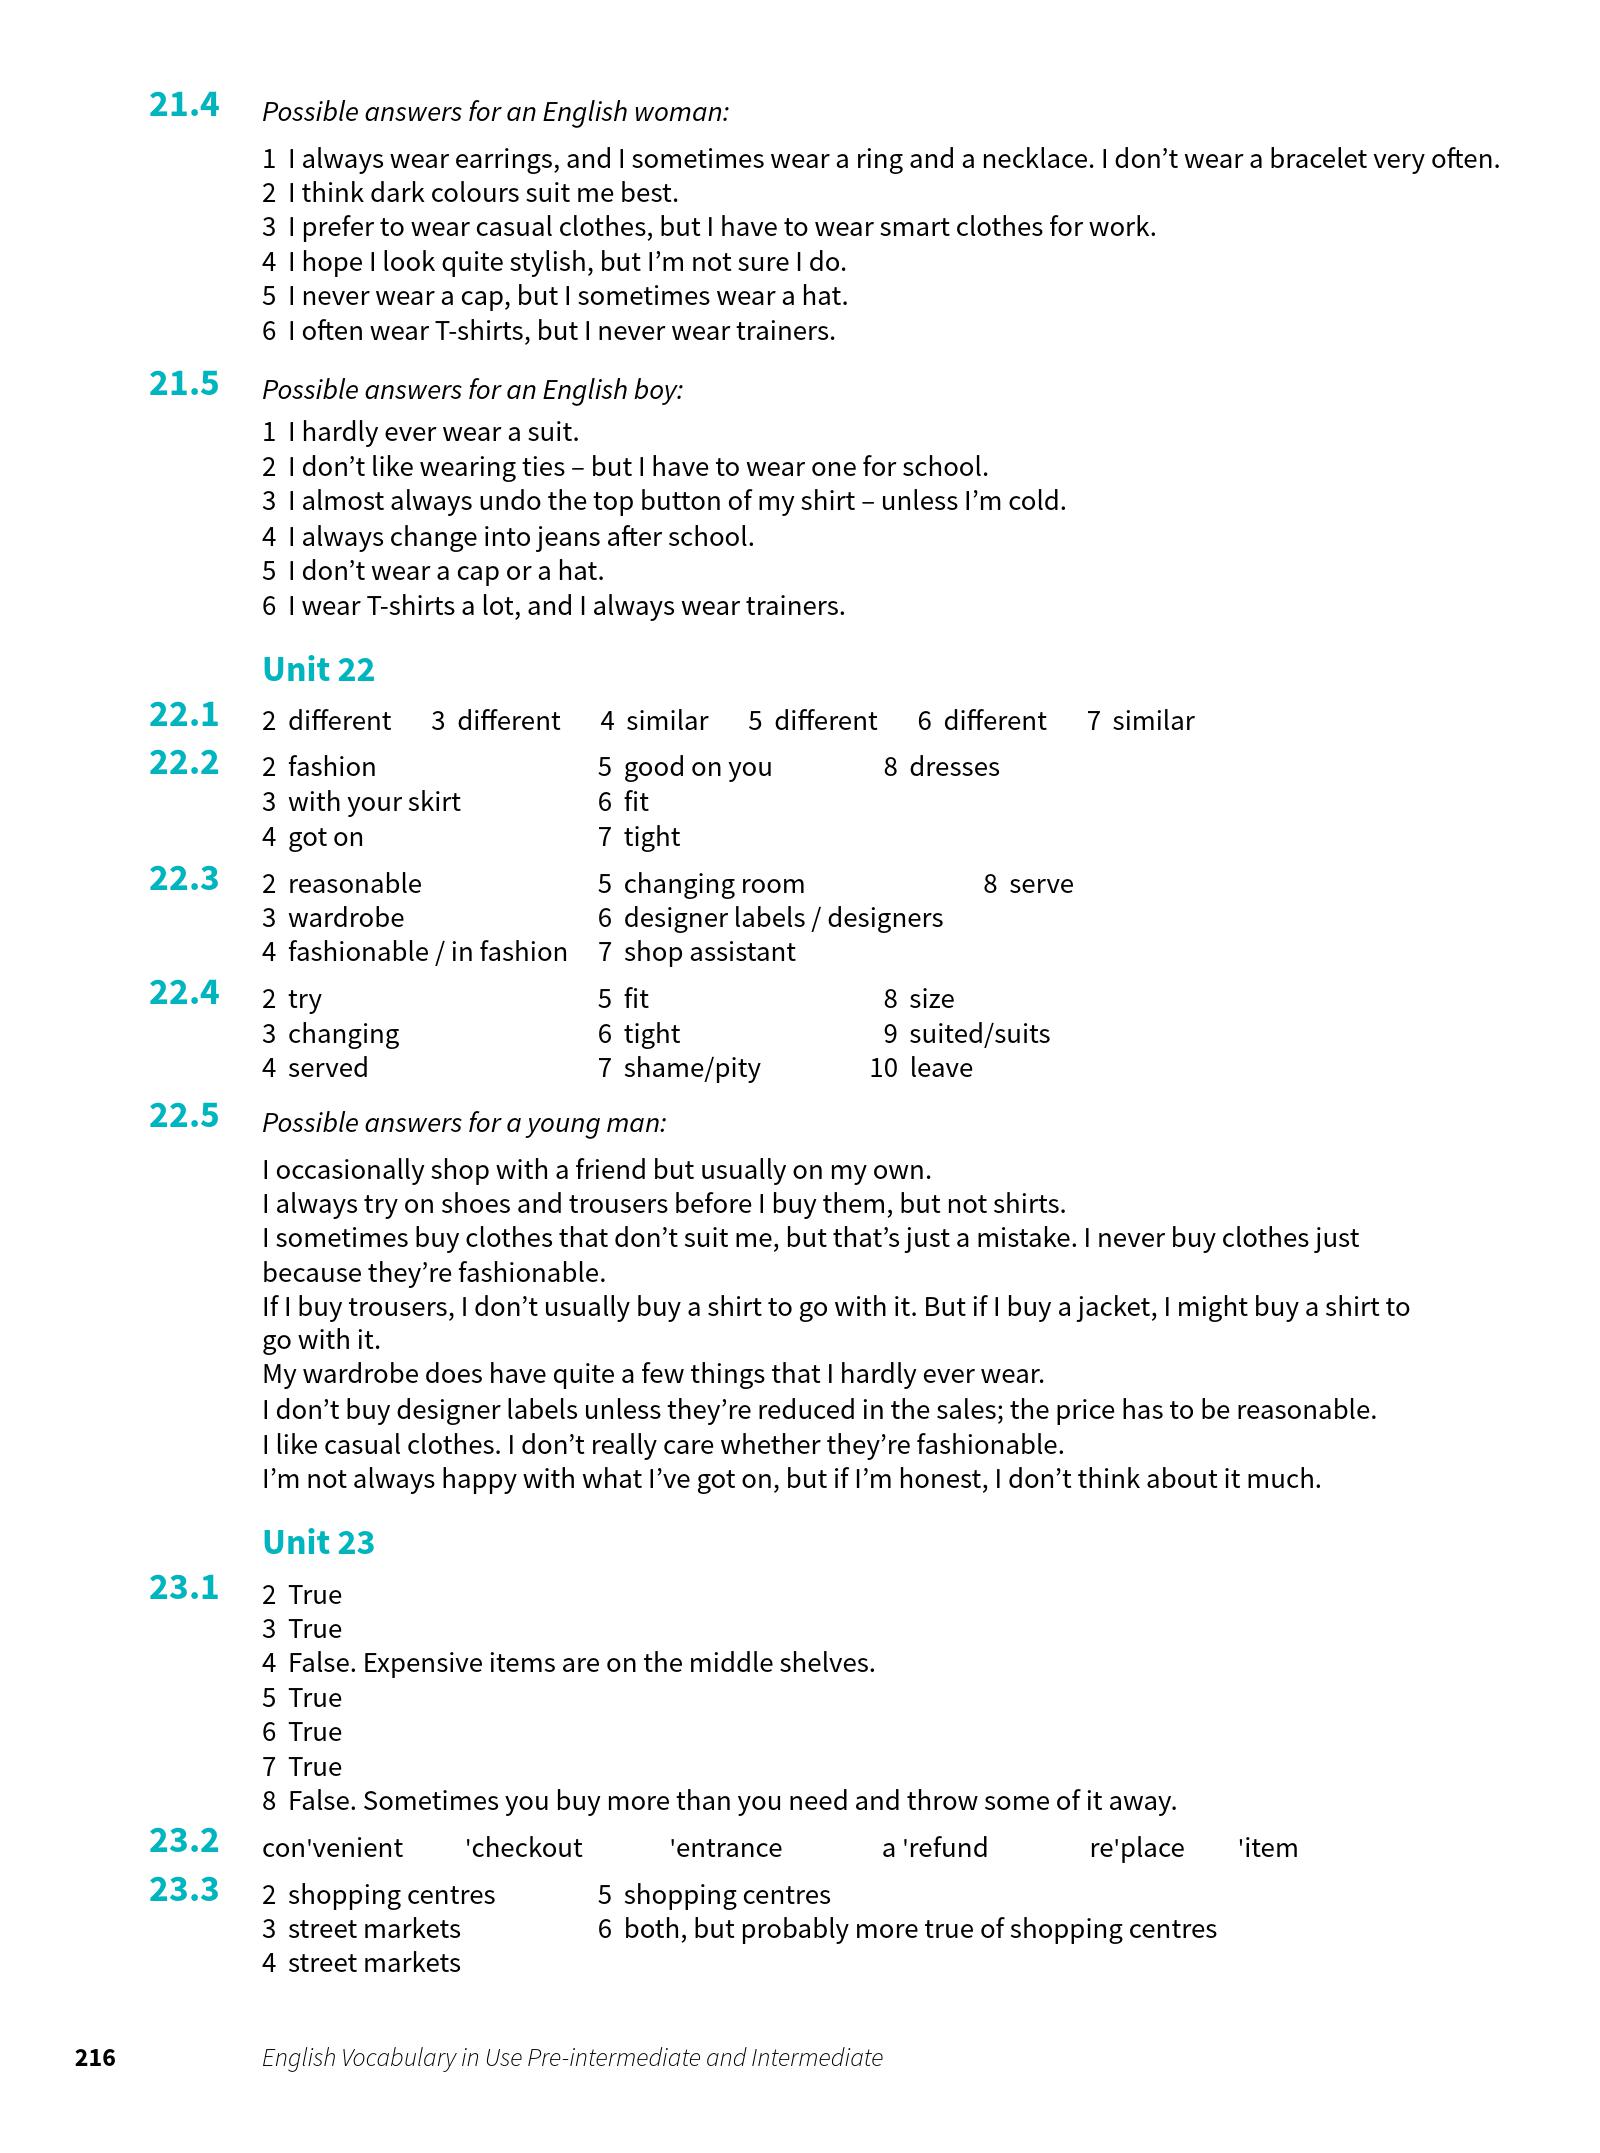 21.4 Possible answers for an English woman:
1 I always wear earrings, and I sometimes wear a ring and a necklace. I don’t wear a bracelet very often.
2 I think dark colours suit me best.
3 I prefer to wear casual clothes, but I have to wear smart clothes for work.
4 I hope I look quite stylish, but I’m not sure I do.
5 I never wear a cap, but I sometimes wear a hat.
6 I often wear T-shirts, but I never wear trainers.
21.5 Possible answers for an English boy:
1 I hardly ever wear a suit.
2 I don’t like wearing ties – but I have to wear one for school.
3 I almost always undo the top button of my shirt – unless I’m cold.
4 I always change into jeans after school.
5 I don’t wear a cap or a hat.
6 I wear T-shirts a lot, and I always wear trainers.
Unit 22
22.1 2 different 3 different 4 similar 5 different 6 different 7 similar
22.2 2 fashion 5 good on you 8 dresses
3 with your skirt 6 fit
4 got on 7 tight
22.3 2 reasonable 5 changing room 8 serve
3 wardrobe 6 designer labels / designers
4 fashionable / in fashion 7 shop assistant
22.4 2 try 5 fit 8 size
3 changing 6 tight 9 suited/suits
4 served 7 shame/pity 10 leave
22.5 Possible answers for a young man:
I occasionally shop with a friend but usually on my own.
I always try on shoes and trousers before I buy them, but not shirts.
I sometimes buy clothes that don’t suit me, but that’s just a mistake. I never buy clothes just
because they’re fashionable.
If I buy trousers, I don’t usually buy a shirt to go with it. But if I buy a jacket, I might buy a shirt to
go with it.
My wardrobe does have quite a few things that I hardly ever wear.
I don’t buy designer labels unless they’re reduced in the sales; the price has to be reasonable.
I like casual clothes. I don’t really care whether they’re fashionable.
I’m not always happy with what I’ve got on, but if I’m honest, I don’t think about it much.
Unit 23
23.1 2 True
3 True
4 False. Expensive items are on the middle shelves.
5 True
6 True
7 True
8 False. Sometimes you buy more than you need and throw some of it away.
23.2 con'venient 'checkout 'entrance a 'refund re'place 'item
23.3 2 shopping centres 5 shopping centres
3 street markets 6 both, but probably more true of shopping centres
4 street markets
216 English Vocabulary in Use Pre-intermediate and Intermediate